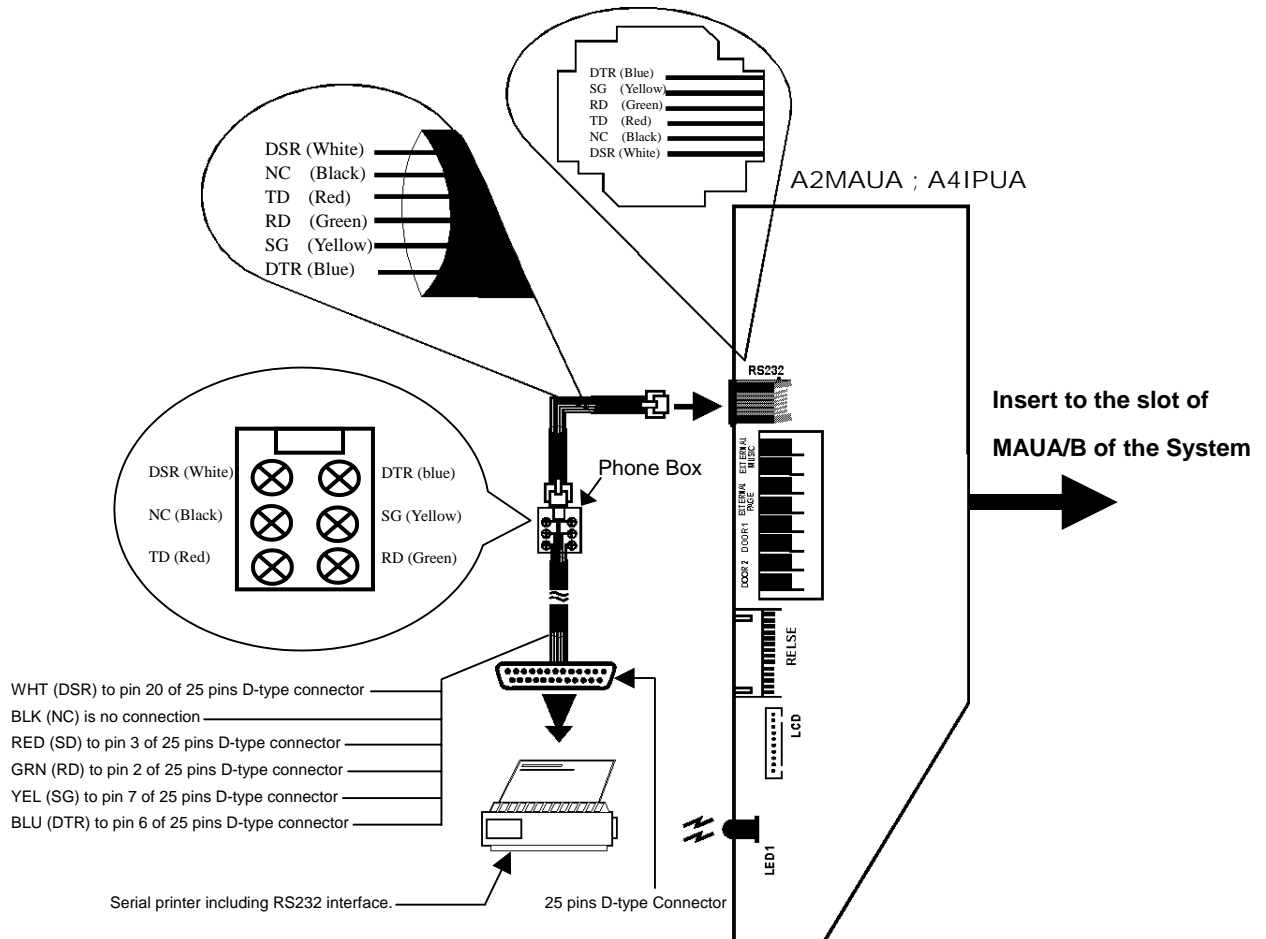 DTR (Blue)
SG (Yellow)
RD (Green)
TD (Red)
NC (Black)
DSR (White)
DSR (White)
NC (Black)
TD (Red)
RD (Green)
SG (Yellow)
DTR (Blue)
A2MAUA ; A4IPUA
RS232
EXTERNAL MUSIC
EXTERNAL PAGE
DOOR 1
DOOR 2
RELSE
LCD
LED1
Insert to the slot of
MAUA/B of the System
Phone Box
DSR (White)
DTR (blue)
NC (Black)
SG (Yellow)
TD (Red)
RD (Green)
WHT (DSR) to pin 20 of 25 pins D-type connector
BLK (NC) is no connection
RED (SD) to pin 3 of 25 pins D-type connector
GRN (RD) to pin 2 of 25 pins D-type connector
YEL (SG) to pin 7 of 25 pins D-type connector
BLU (DTR) to pin 6 of 25 pins D-type connector
Serial printer including RS232 interface.
25 pins D-type Connector